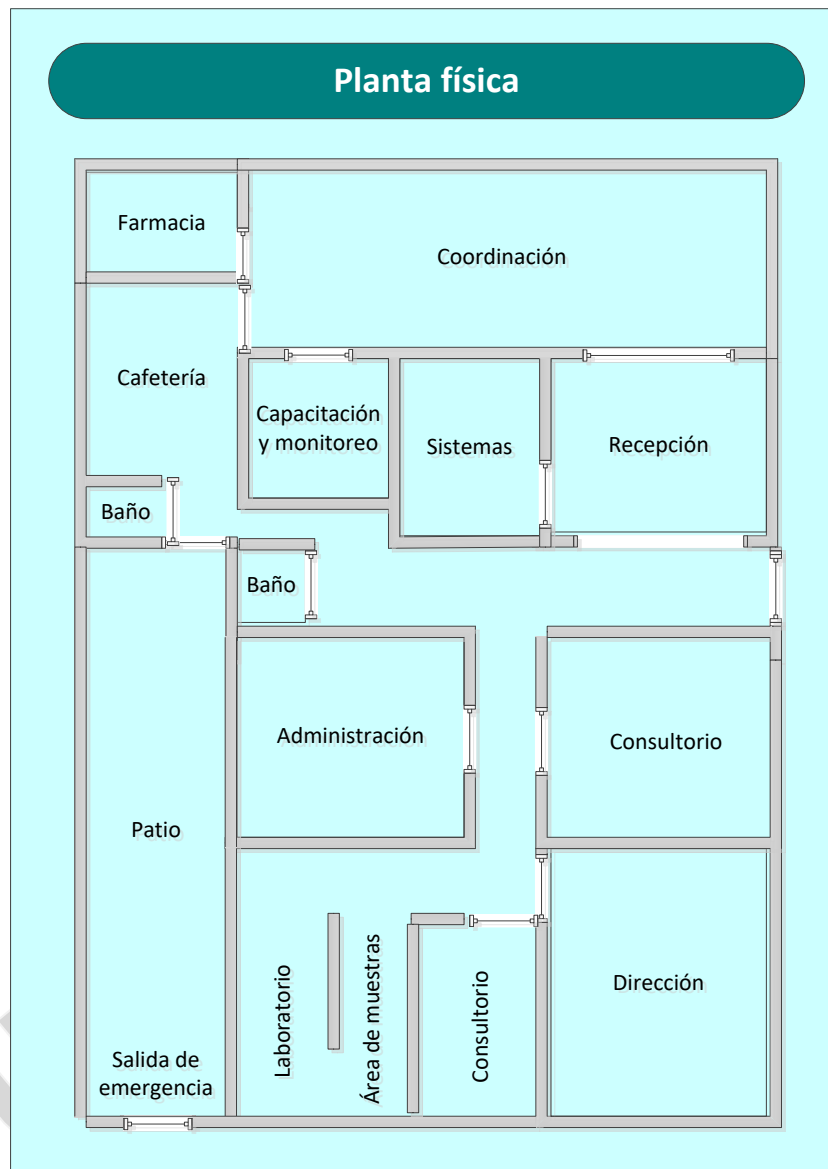 Planta física
Farmacia
Coordinación
Cafetería
Capacitación
y monitoreo
Sistemas
Recepción
Baño
Baño
Administración
Consultorio
Patio
Laboratorio
Área de muestras
Consultorio
Dirección
Salida de
emergencia